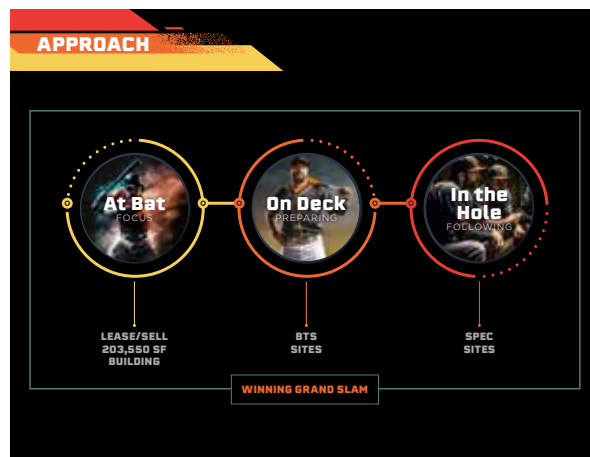 APPROACH
At Bat
FOCUS
On Deck
PREPARING
In the
Hole
FOLLOWING
LEASE/SELL
203,550 SF
BUILDING
BTS
SITES
SPEC
SITES
WINNING GRAND SLAM